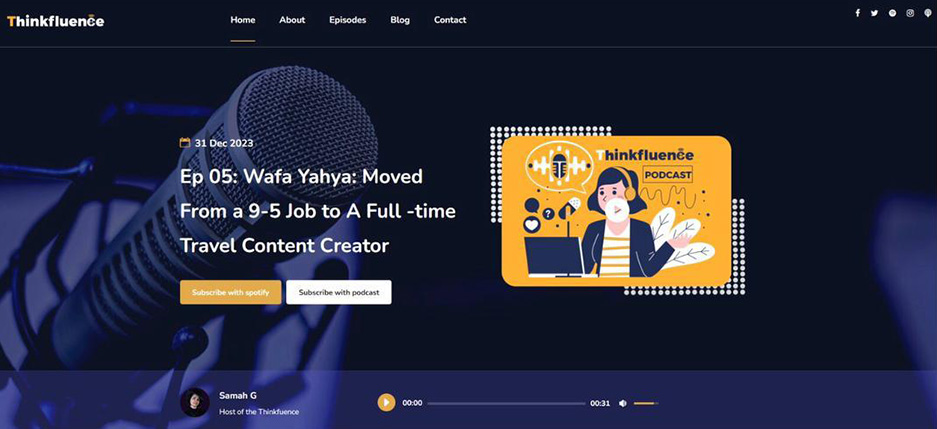 Thinkfluence
Home About Episodes Blog Contact
31 Dec 2023
Ep 05: Wafa Yahya: Moved
From a 9-5 Job to A Full -time
Travel Content Creator
Subscribe with spotify Subscribe with podcast
Thinkfluence
PODCAST
T
?
Samah G
Host of the Thinkfuence
00:00 00:31